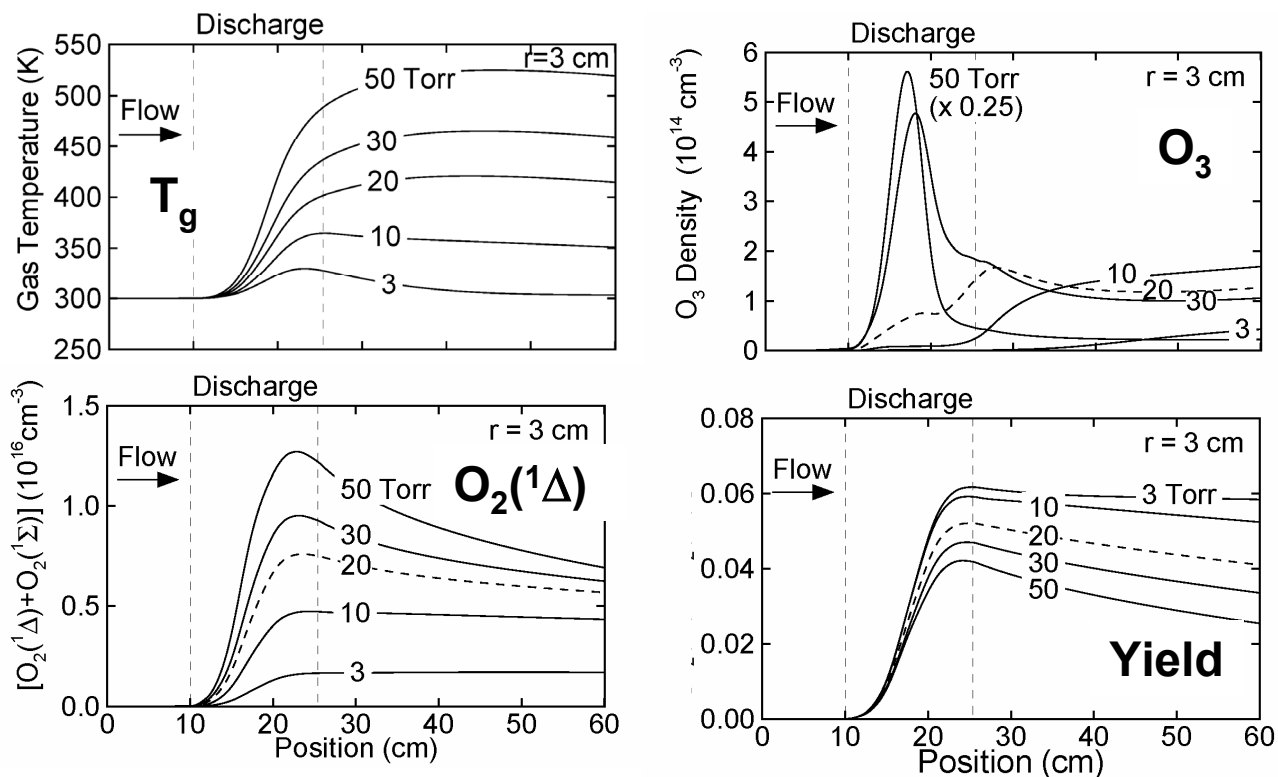 Discharge
550
500
450
400
350
300
250
Gas Temperature (K)
r=3 cm
50 Torr
Flow
30
T_g
20
10
3
Discharge
6
5
4
3
2
1
0
O₃ Density (10¹⁴ cm⁻³)
50 Torr
(x 0.25)
r = 3 cm
Flow
O₃
10
20
30
3
Discharge
1.5
1.0
0.5
0.0
[O₂(¹Δ)+O₂(¹Σ)] (10¹⁶cm⁻³)
r = 3 cm
Flow
50 Torr
O₂(¹Δ)
30
20
10
3
0 10 20 30 40 50 60
Position (cm)
Discharge
0.08
0.06
0.04
0.02
0.00
r = 3 cm
Flow
3 Torr
10
20
30
50
Yield
0 10 20 30 40 50 60
Position (cm)